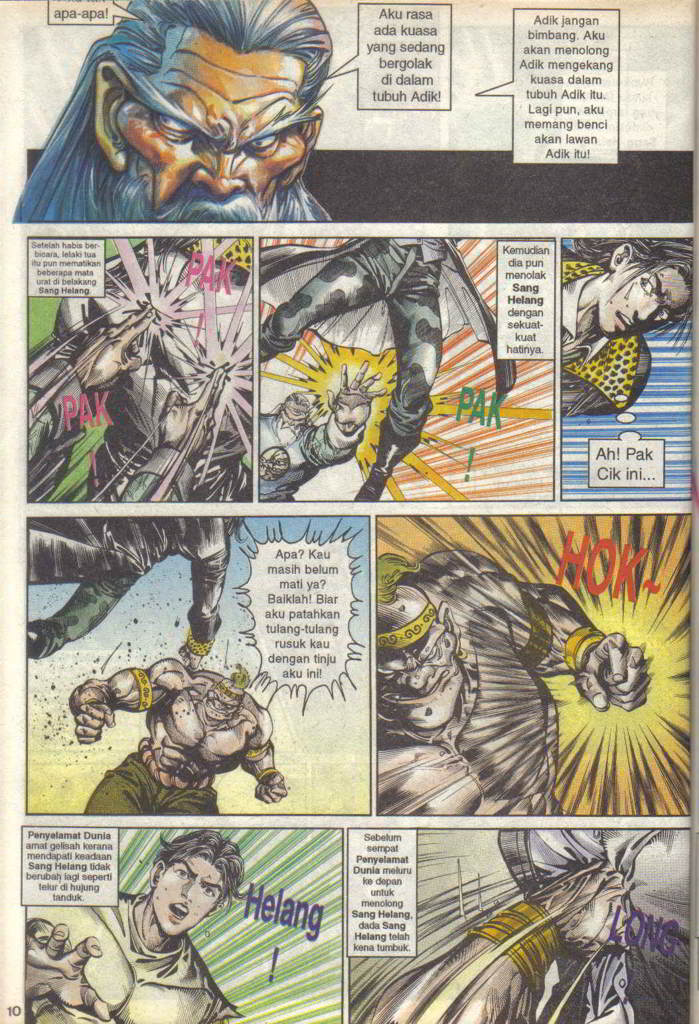 apa-apa!
Aku rasa
ada kuasa
yang sedang
bergolak
di dalam
tubuh Adik!
Adik jangan
bimbang. Aku
akan menolong
Adik mengekang
kuasa dalam
tubuh Adik itu.
Lagi pun, aku
memang benci
akan lawan
Adik itu!
Setelah habis ber-
bicara, lelaki tua
itu pun mematikan
beberapa mata
urat di belakang
Sang Helang.
PAK
!
PAK
!
Kemudian
dia pun
menolak
Sang
Helang
dengan
sekuat-
kuat
hatinya.
PAK
!
Ah! Pak
Cik ini...
Apa? Kau
masih belum
mati ya?
Baiklah! Biar
aku patahkan
tulang-tulang
rusuk kau
dengan tinju
aku ini!
HOK~
Penyelamat Dunia
amat gelisah kerana
mendapati keadaan
Sang Helang tidak
berubah lagi seperti
telur di hujung
tanduk.
Helang
!
Sebelum
sempat
Penyelamat
Dunia meluru
ke depan
untuk
menolong
Sang Helang,
dada Sang
Helang telah
kena tumbuk.
LONG~
10